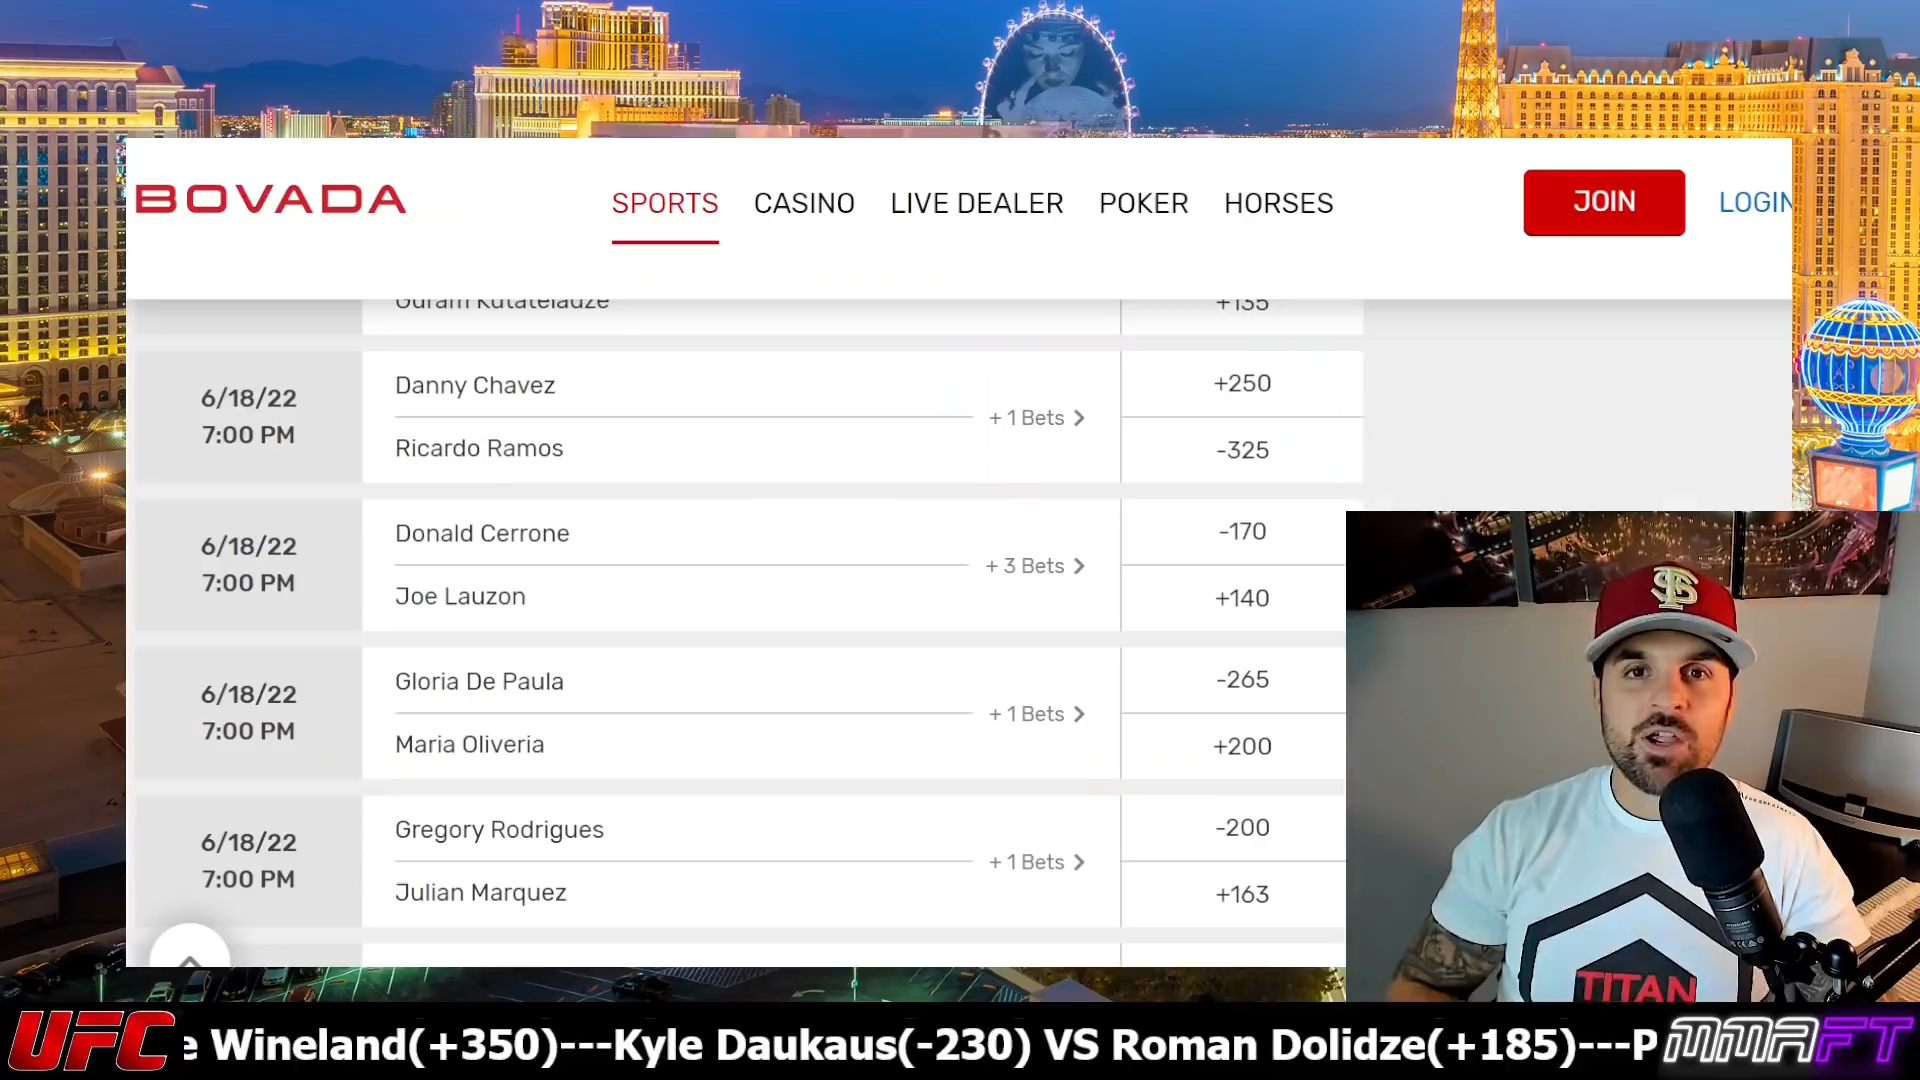 BOVADA
SPORTS CASINO LIVE DEALER POKER HORSES
JOIN LOGIN
Guram Kutateladze +135
6/18/22
7:00 PM
Danny Chavez +250
+ 1 Bets
Ricardo Ramos -325
6/18/22
7:00 PM
Donald Cerrone -170
+ 3 Bets
Joe Lauzon +140
6/18/22
7:00 PM
Gloria De Paula -265
+ 1 Bets
Maria Oliveria +200
6/18/22
7:00 PM
Gregory Rodrigues -200
+ 1 Bets
Julian Marquez +163
TITAN
UFC e Wineland(+350)---Kyle Daukaus(-230) VS Roman Dolidze(+185)---P MMAFT